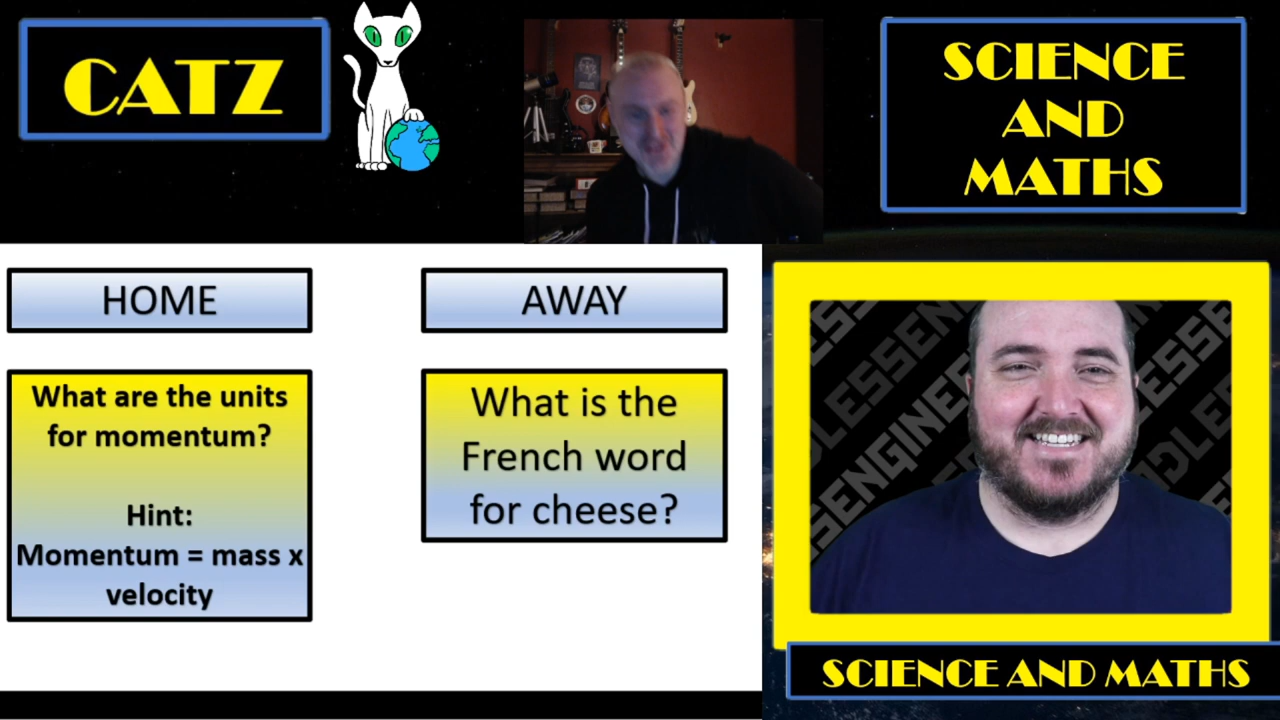 CATZ
SCIENCE
AND
MATHS
HOME
AWAY
What are the units
for momentum?
Hint:
Momentum = mass x
velocity
What is the
French word
for cheese?
SCIENCE AND MATHS